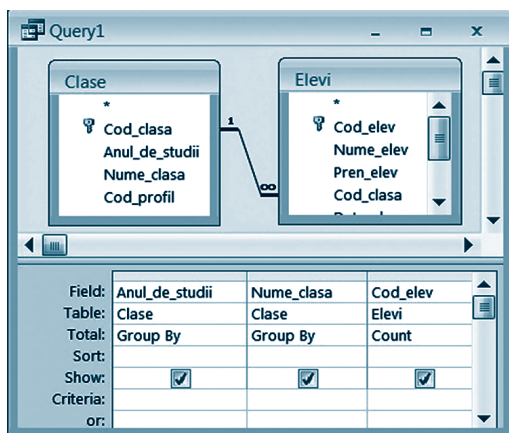 Query1
Clase
*
Cod_clasa
Anul_de_studii
Nume_clasa
Cod_profil
1
∞
Elevi
*
Cod_elev
Nume_elev
Pren_elev
Cod_clasa
Field: Anul_de_studii Nume_clasa Cod_elev
Table: Clase Clase Elevi
Total: Group By Group By Count
Sort:
Show:
Criteria:
or: